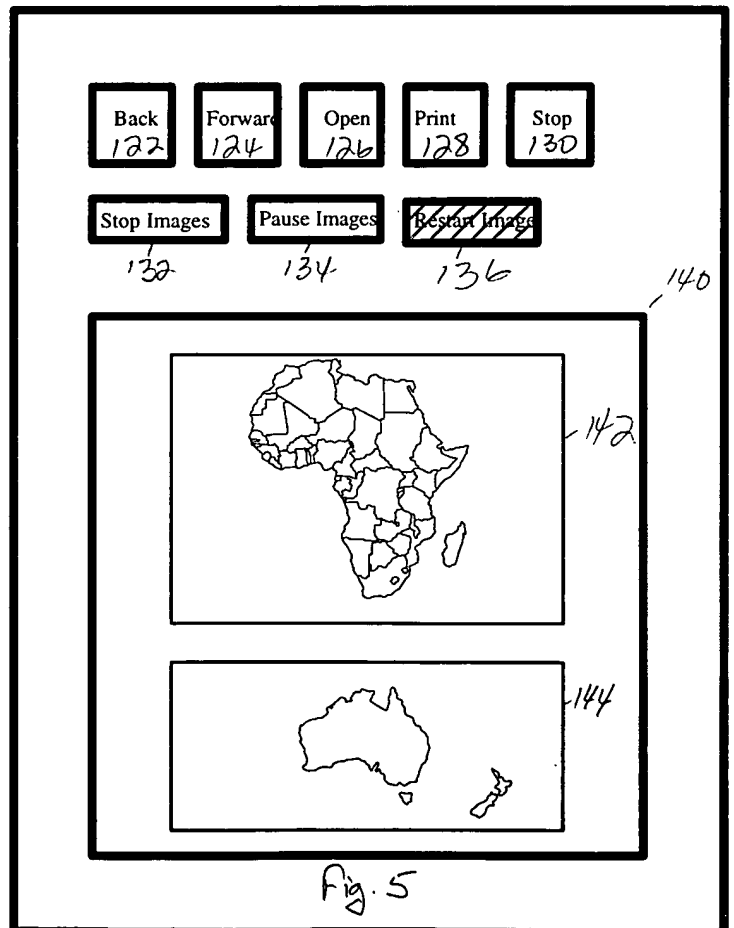 Back Forward Open Print Stop
122 124 126 128 130
Stop Images Pause Images Restart Image
132 134 136
140
142
144
Fig. 5